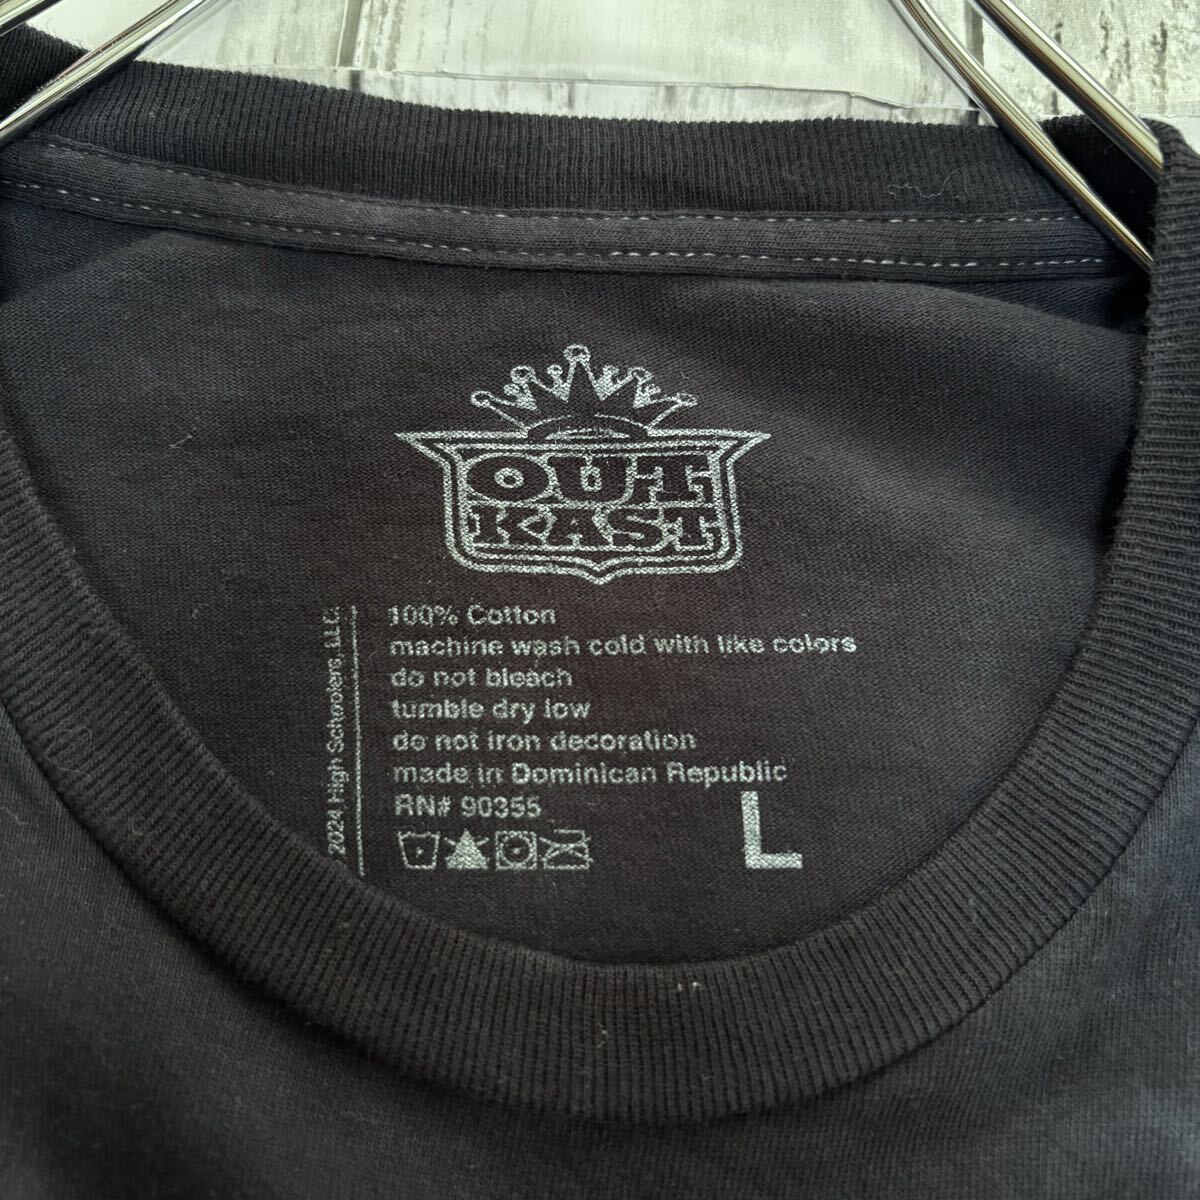 OUT
KAST
100% Cotton
machine wash cold with like colors
do not bleach
tumble dry low
do not iron decoration
made in Dominican Republic
RN# 90355
L
2024 High Schoolers, LLC.